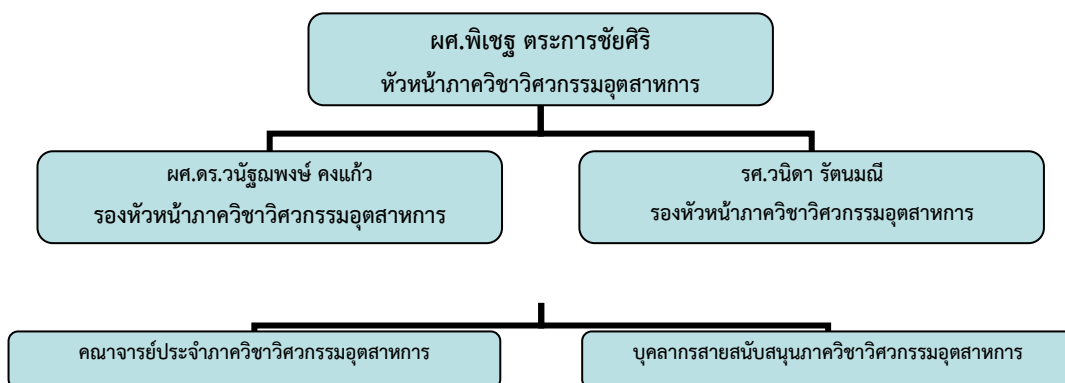 ผศ.พิเชฐ ตระการชัยศิริ
หัวหน้าภาควิชาวิศวกรรมอุตสาหการ
ผศ.ดร.วนัฐฌพงษ์ คงแก้ว
รองหัวหน้าภาควิชาวิศวกรรมอุตสาหการ
รศ.วนิดา รัตนมณี
รองหัวหน้าภาควิชาวิศวกรรมอุตสาหการ
คณาจารย์ประจำภาควิชาวิศวกรรมอุตสาหการ
บุคลากรสายสนับสนุนภาควิชาวิศวกรรมอุตสาหการ